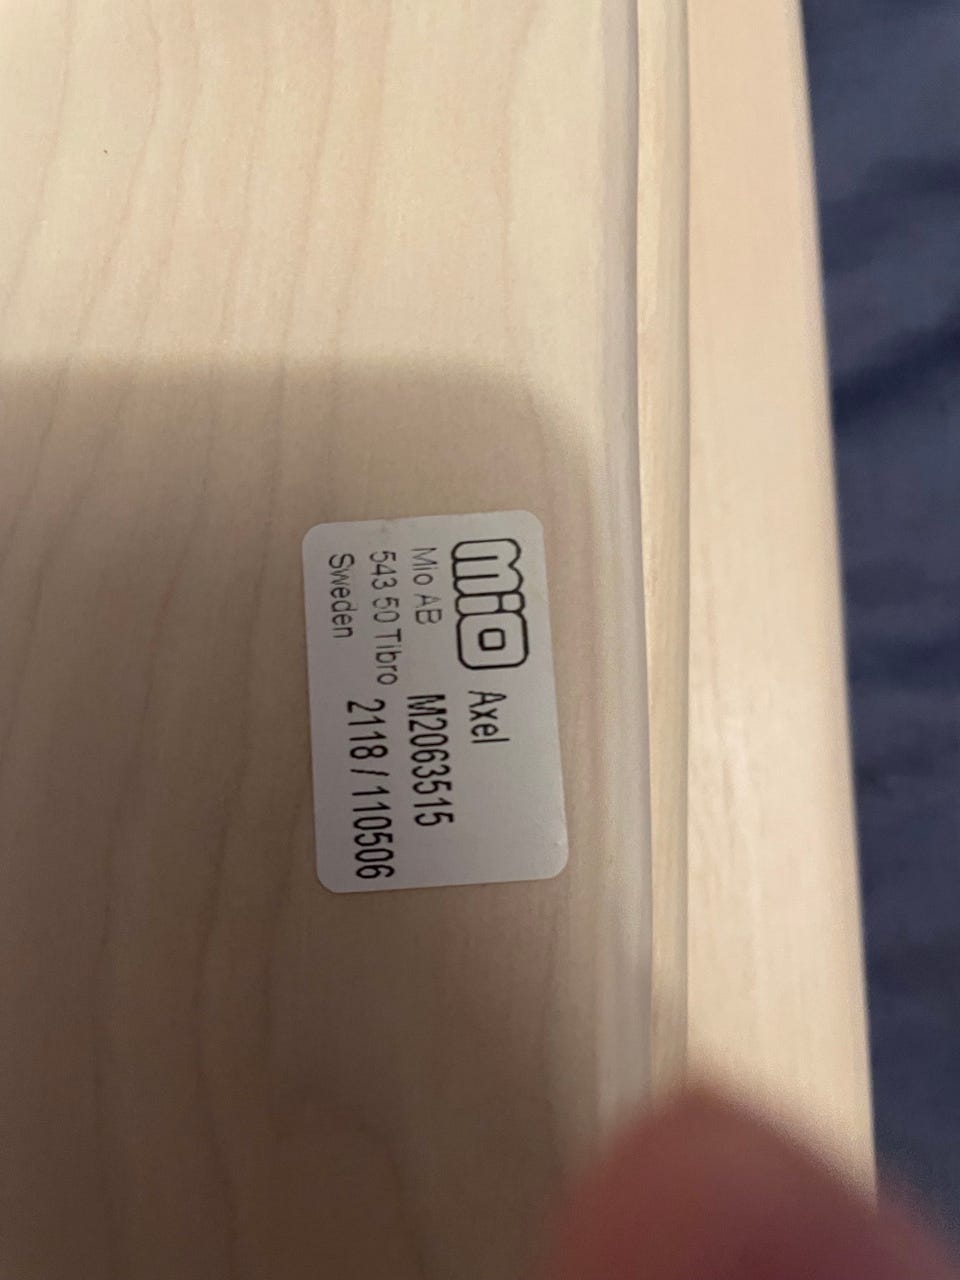 mio Axel
Mio AB M2063515
543 50 Tibro 2118 / 110506
Sweden